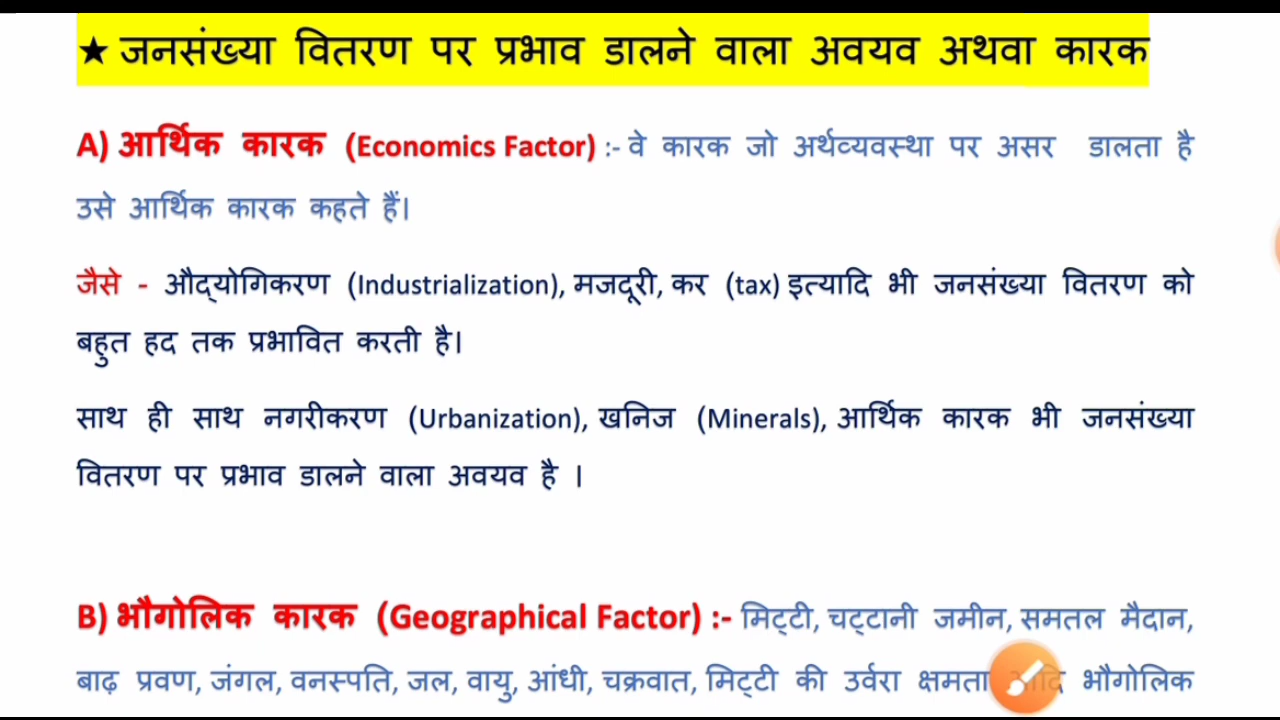 ★ जनसंख्या वितरण पर प्रभाव डालने वाला अवयव अथवा कारक
A) आर्थिक कारक (Economics Factor) :- वे कारक जो अर्थव्यवस्था पर असर डालता है
उसे आर्थिक कारक कहते हैं।
जैसे - औद्योगिकरण (Industrialization), मजदूरी, कर (tax) इत्यादि भी जनसंख्या वितरण को
बहुत हद तक प्रभावित करती है।
साथ ही साथ नगरीकरण (Urbanization), खनिज (Minerals), आर्थिक कारक भी जनसंख्या
वितरण पर प्रभाव डालने वाला अवयव है ।
B) भौगोलिक कारक (Geographical Factor) :- मिट्टी, चट्टानी जमीन, समतल मैदान,
बाढ़ प्रवण, जंगल, वनस्पति, जल, वायु, आंधी, चक्रवात, मिट्टी की उर्वरा क्षमता भौगोलिक